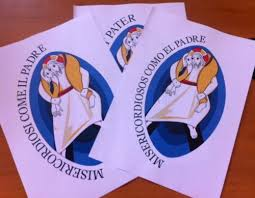 MISERICORDIOSI COME IL PADRE
PATER
MISERICORDIOSOS COMO EL PADRE